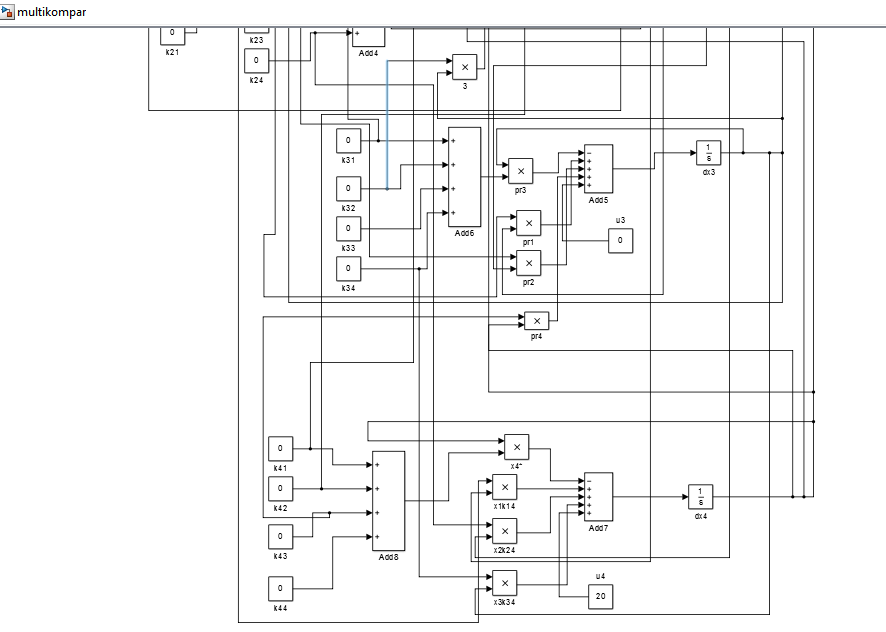 multikompar
k21
k23
0
k24
+
Add4
×
3
0
k31
0
k32
0
k33
0
k34
+
+
+
+
Add6
×
pr3
×
pr1
×
pr2
−
+
+
+
+
Add5
u3
0
1
s
dx3
×
pr4
0
k41
0
k42
0
k43
0
k44
+
+
+
+
Add8
×
x4*
×
x1k14
×
x2k24
×
x3k34
−
+
+
+
+
Add7
u4
20
1
s
dx4